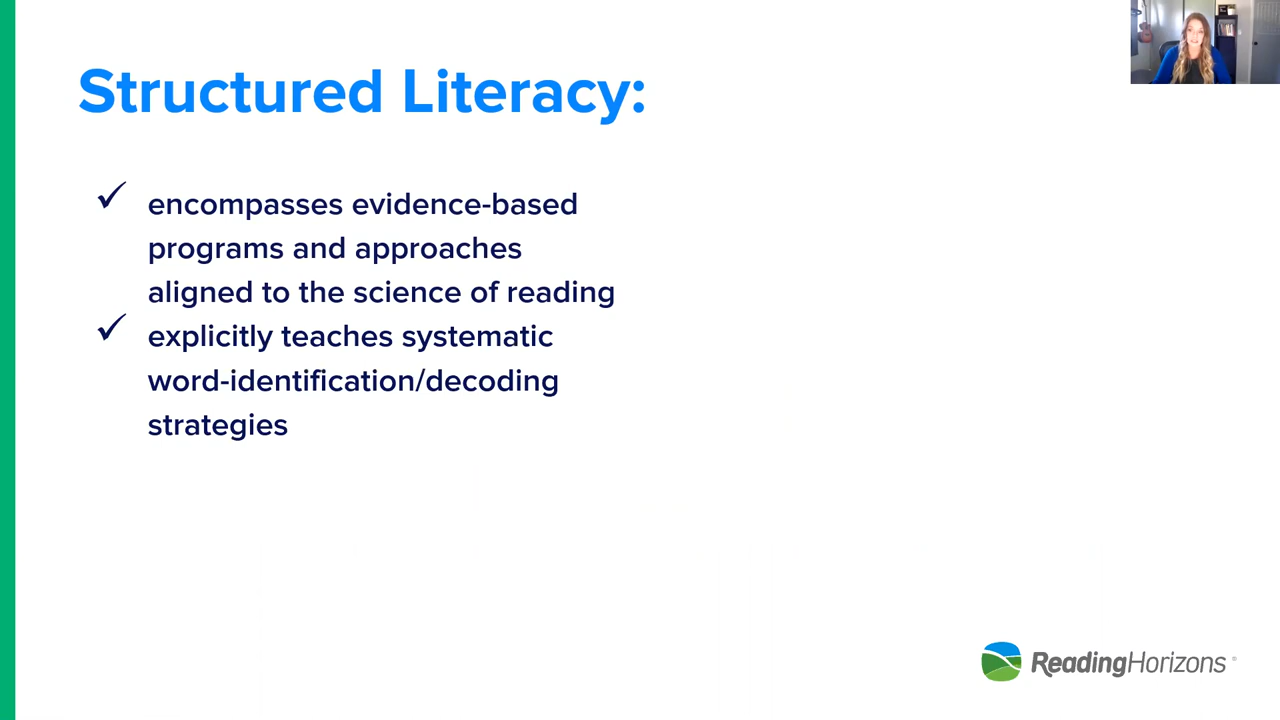 Structured Literacy:
✓ encompasses evidence-based
programs and approaches
aligned to the science of reading
✓ explicitly teaches systematic
word-identification/decoding
strategies
ReadingHorizons®